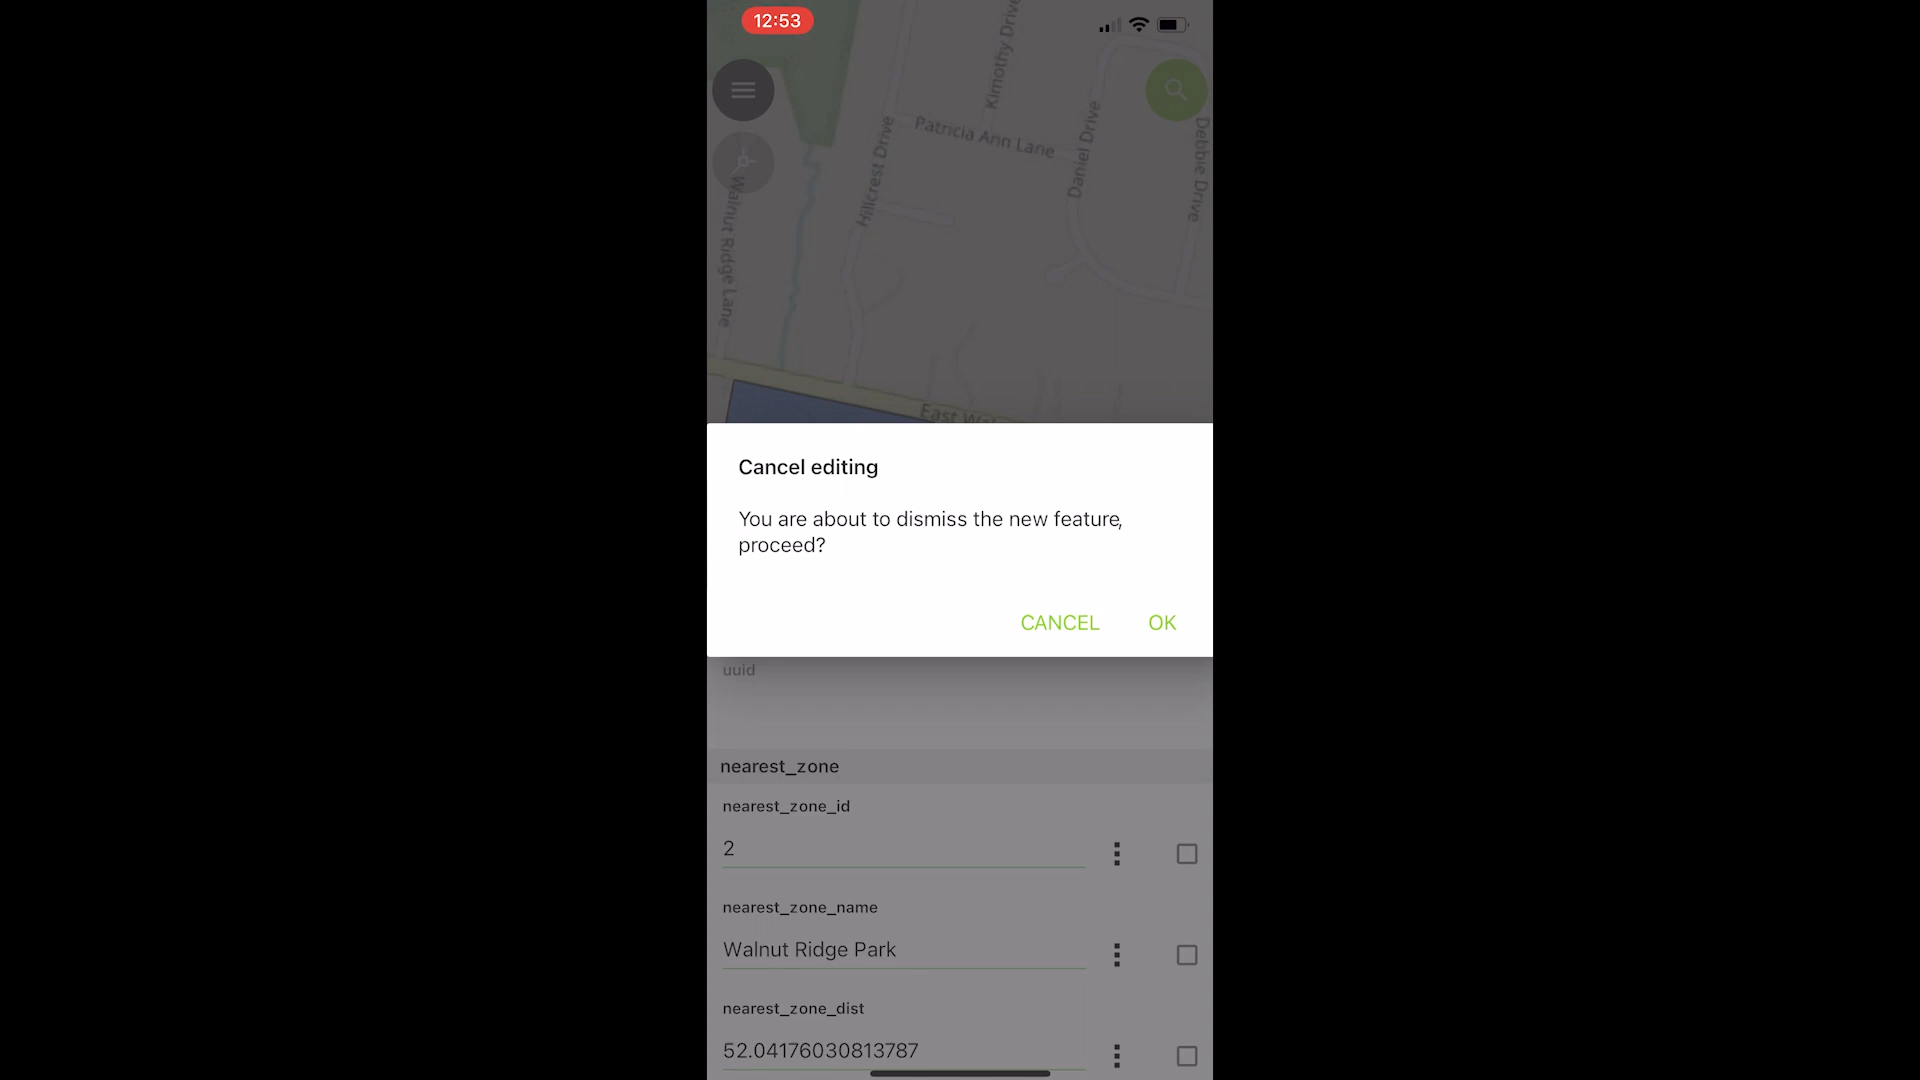 12:53
Kimothy Drive
Patricia Ann Lane
Hillcrest Drive
Daniel Drive
Debbie Drive
Walnut Ridge Lane
East Wal
Cancel editing
You are about to dismiss the new feature,
proceed?
CANCEL OK
uuid
nearest_zone
nearest_zone_id
2
nearest_zone_name
Walnut Ridge Park
nearest_zone_dist
52.04176030813787